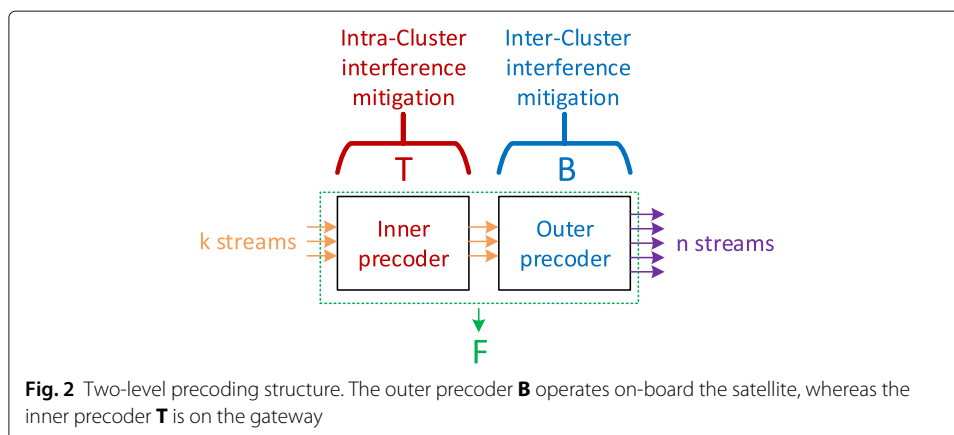 Intra-Cluster
interference
mitigation
Inter-Cluster
interference
mitigation
T
B
k streams
Inner
precoder
Outer
precoder
n streams
F
Fig. 2 Two-level precoding structure. The outer precoder B operates on-board the satellite, whereas the
inner precoder T is on the gateway